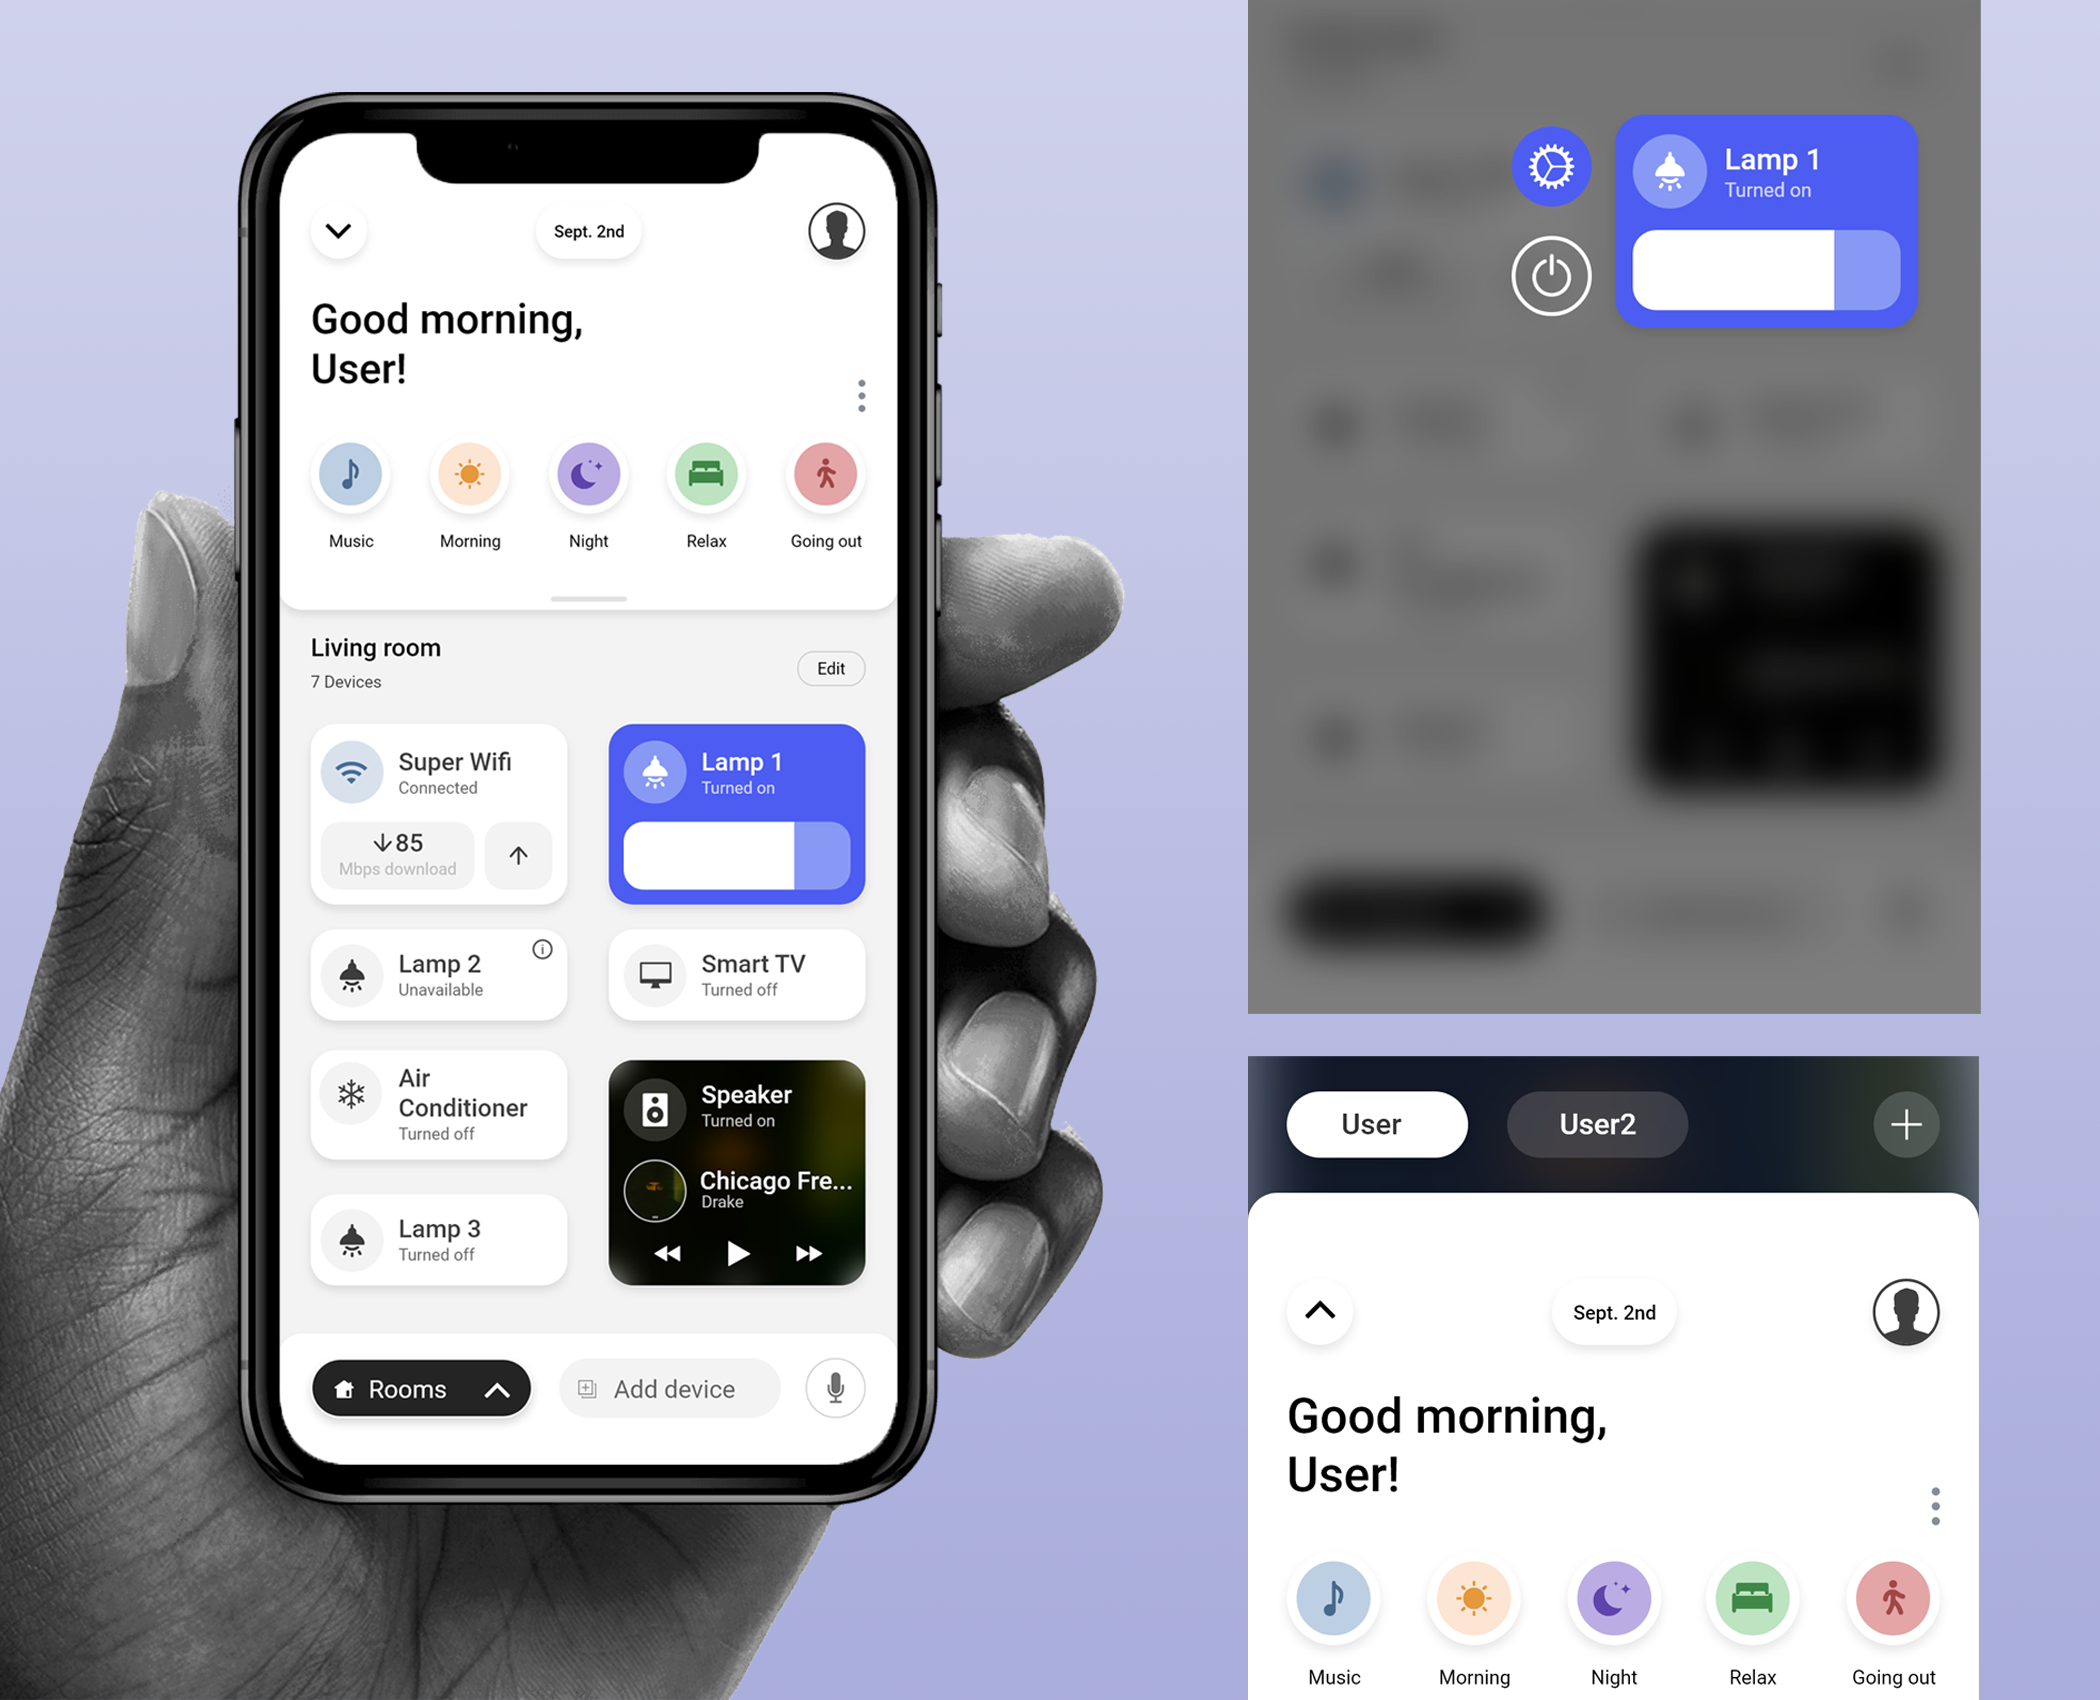 Sept. 2nd
Good morning,
User!
Music
Morning
Night
Relax
Going out
Living room
7 Devices
Edit
Super Wifi
Connected
↓85
Mbps download
Lamp 1
Turned on
Lamp 2
Unavailable
Smart TV
Turned off
Air
Conditioner
Turned off
Speaker
Turned on
Chicago Fre...
Drake
Lamp 3
Turned off
Rooms
Add device
Lamp 1
Turned on
User
User2
Sept. 2nd
Good morning,
User!
Music
Morning
Night
Relax
Going out